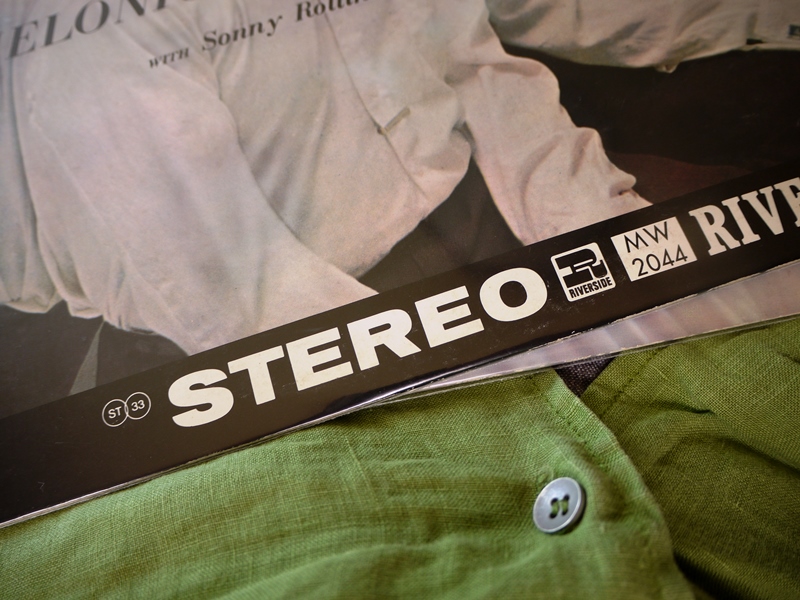 WITH Sonny
ST 33
STEREO
RIVERSIDE
MW
2044